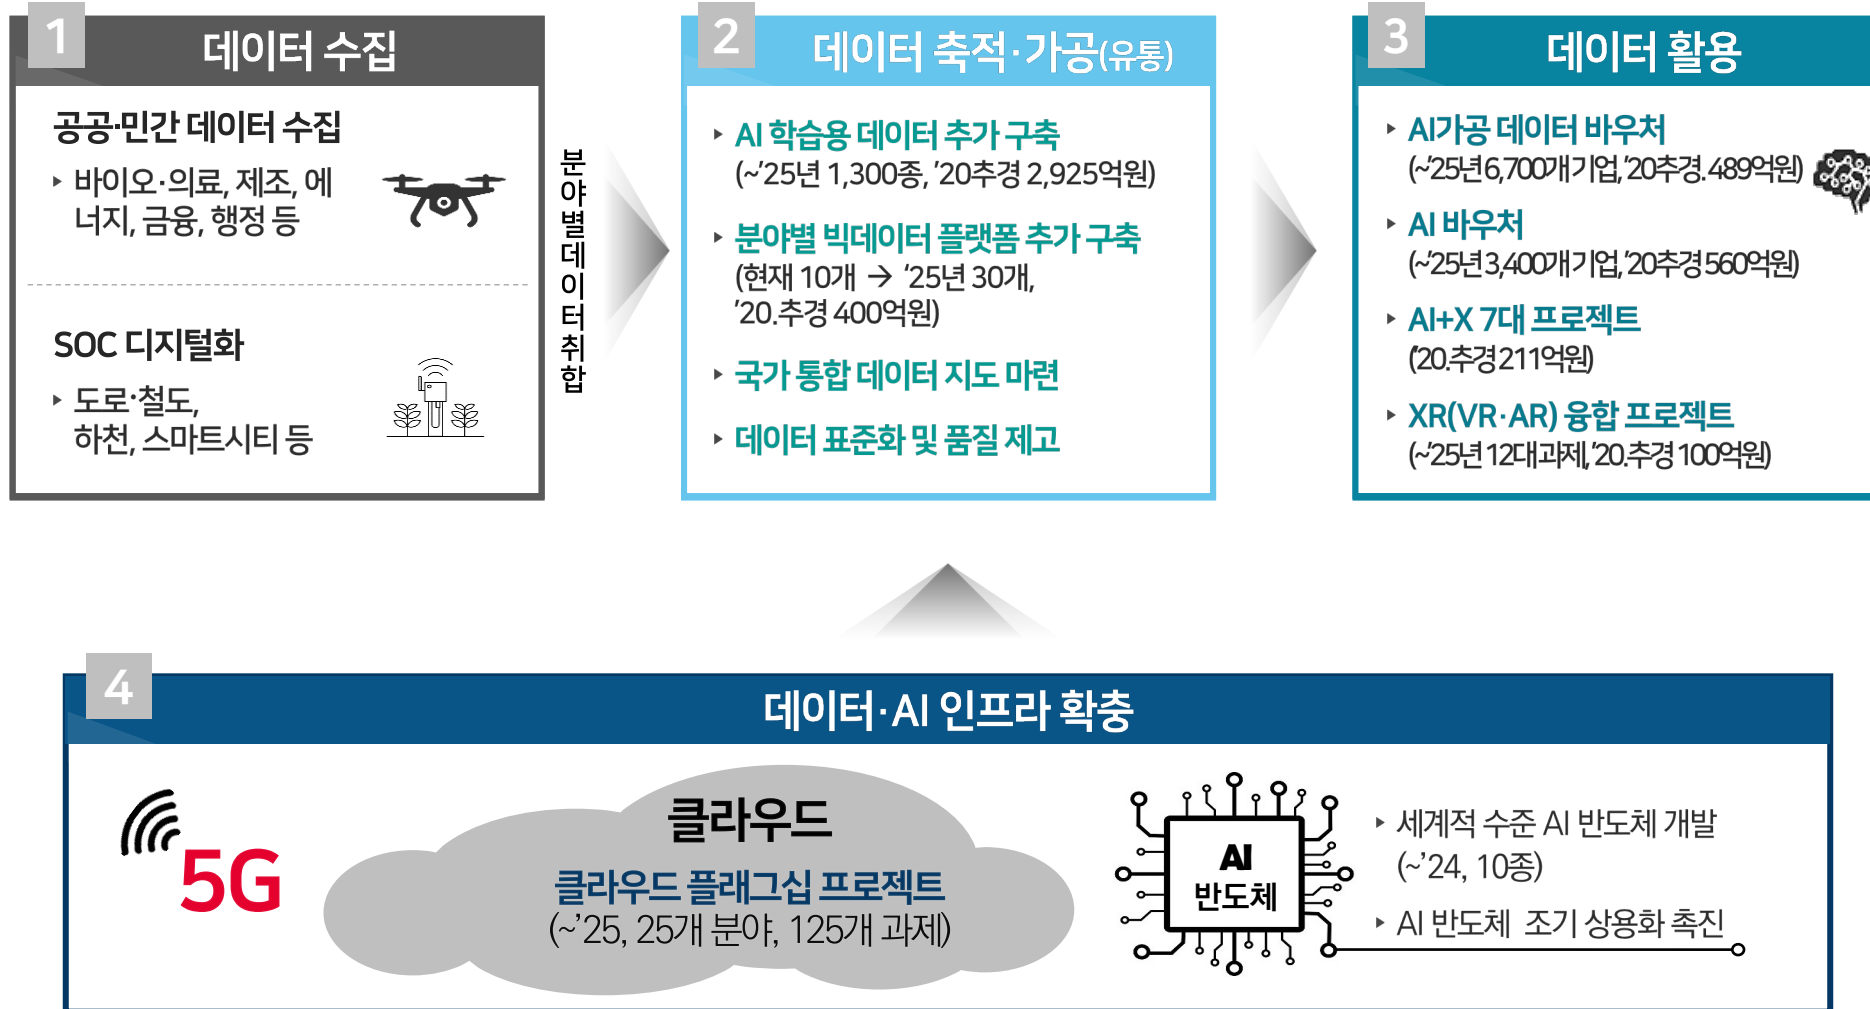 1
데이터 수집
공공·민간 데이터 수집
▸ 바이오·의료, 제조, 에
너지, 금융, 행정 등
SOC 디지털화
▸ 도로·철도,
하천, 스마트시티 등
분야별데이터취합
2
데이터 축적·가공(유통)
▸ AI 학습용 데이터 추가 구축
(~’25년 1,300종, ’20추경 2,925억원)
▸ 분야별 빅데이터 플랫폼 추가 구축
(현재 10개 → ‘25년 30개,
’20.추경 400억원)
▸ 국가 통합 데이터 지도 마련
▸ 데이터 표준화 및 품질 제고
3
데이터 활용
▸ AI가공 데이터 바우처
(~’25년 6,700개 기업, ’20추경. 489억원)
▸ AI 바우처
(~’25년 3,400개 기업, ’20추경 560억원)
▸ AI+X 7대 프로젝트
(’20.추경 211억원)
▸ XR(VR·AR) 융합 프로젝트
(~’25년 12대 과제, ’20.추경 100억원)
4
데이터·AI 인프라 확충
5G
클라우드
클라우드 플래그십 프로젝트
(~’25, 25개 분야, 125개 과제)
AI
반도체
▸ 세계적 수준 AI 반도체 개발
(~’24, 10종)
▸ AI 반도체 조기 상용화 촉진